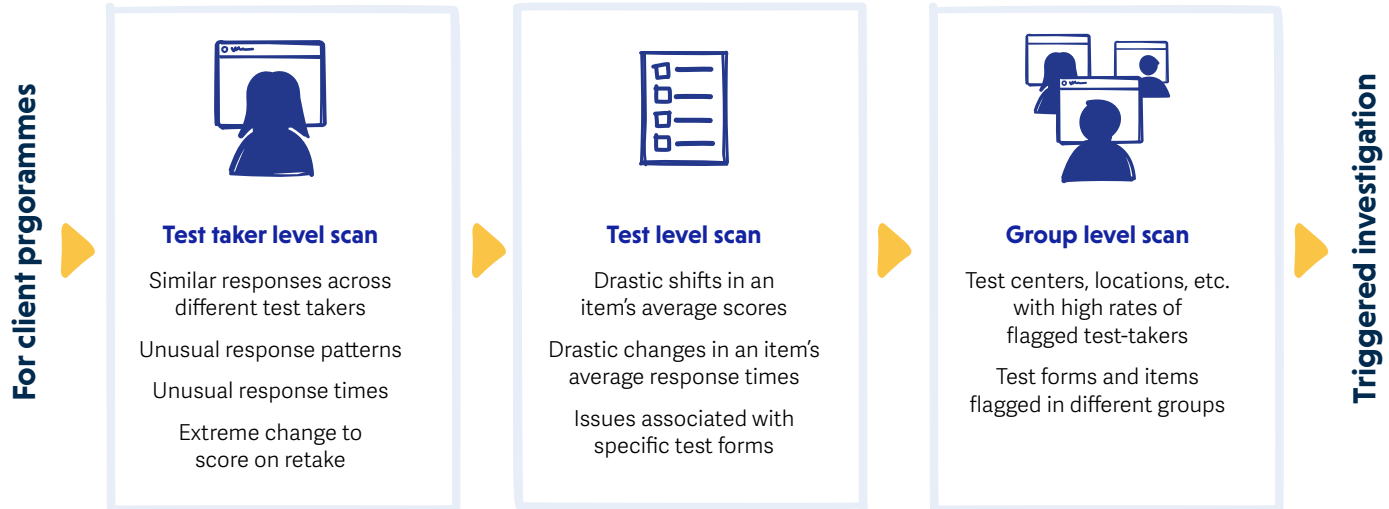 For client prgorammes
Test taker level scan
Similar responses across
different test takers
Unusual response patterns
Unusual response times
Extreme change to
score on retake
Test level scan
Drastic shifts in an
item’s average scores
Drastic changes in an item’s
average response times
Issues associated with
specific test forms
Group level scan
Test centers, locations, etc.
with high rates of
flagged test-takers
Test forms and items
flagged in different groups
Triggered investigation